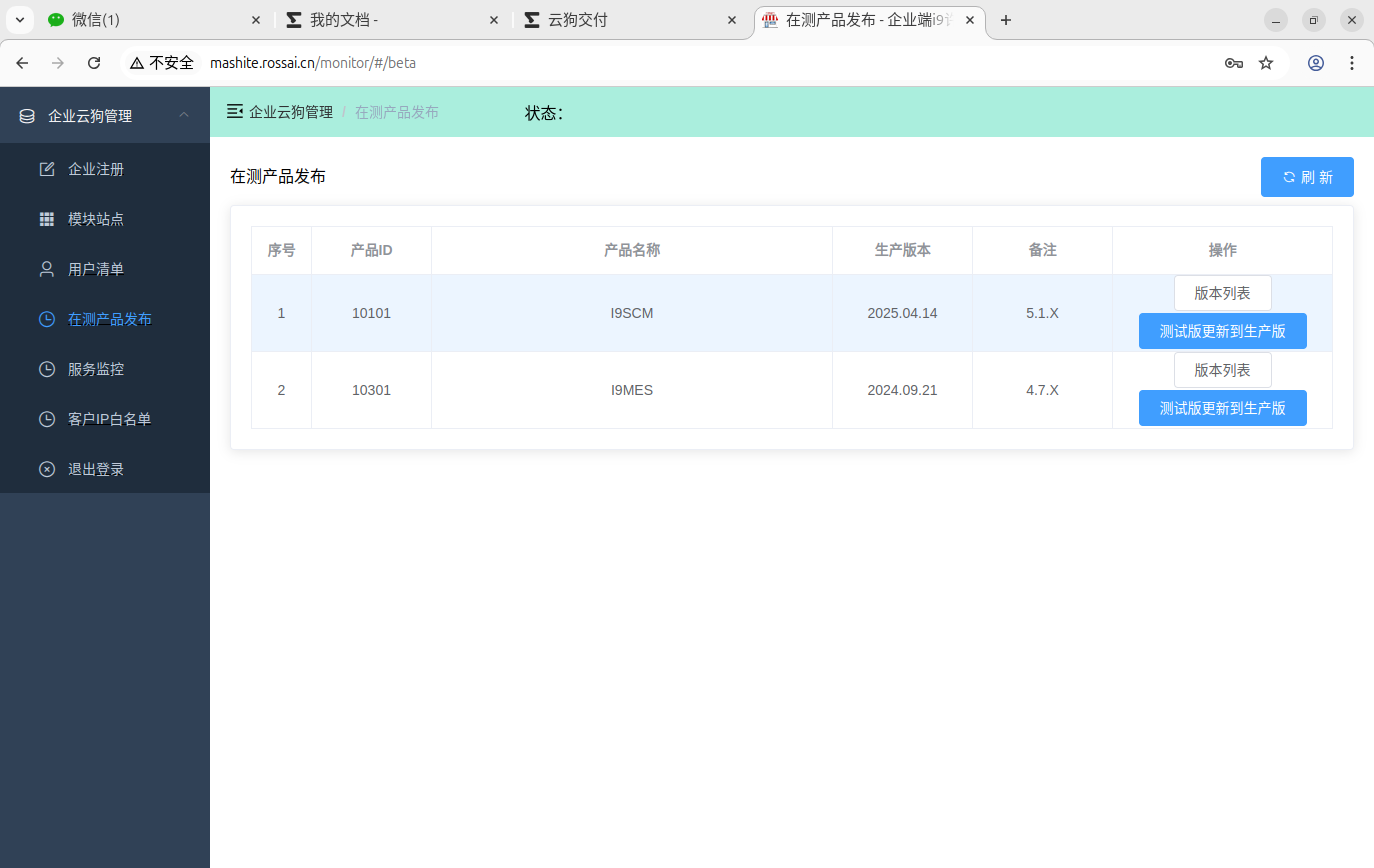 微信(1)
我的文档 -
云狗交付
在测产品发布 - 企业端i9
不安全
mashite.rossai.cn/monitor/#/beta
企业云狗管理
企业注册
模块站点
用户清单
在测产品发布
服务监控
客户IP白名单
退出登录
企业云狗管理 / 在测产品发布
状态：
在测产品发布
刷 新
序号 产品ID 产品名称 生产版本 备注 操作
1 10101 I9SCM 2025.04.14 5.1.X 版本列表
测试版更新到生产版
2 10301 I9MES 2024.09.21 4.7.X 版本列表
测试版更新到生产版